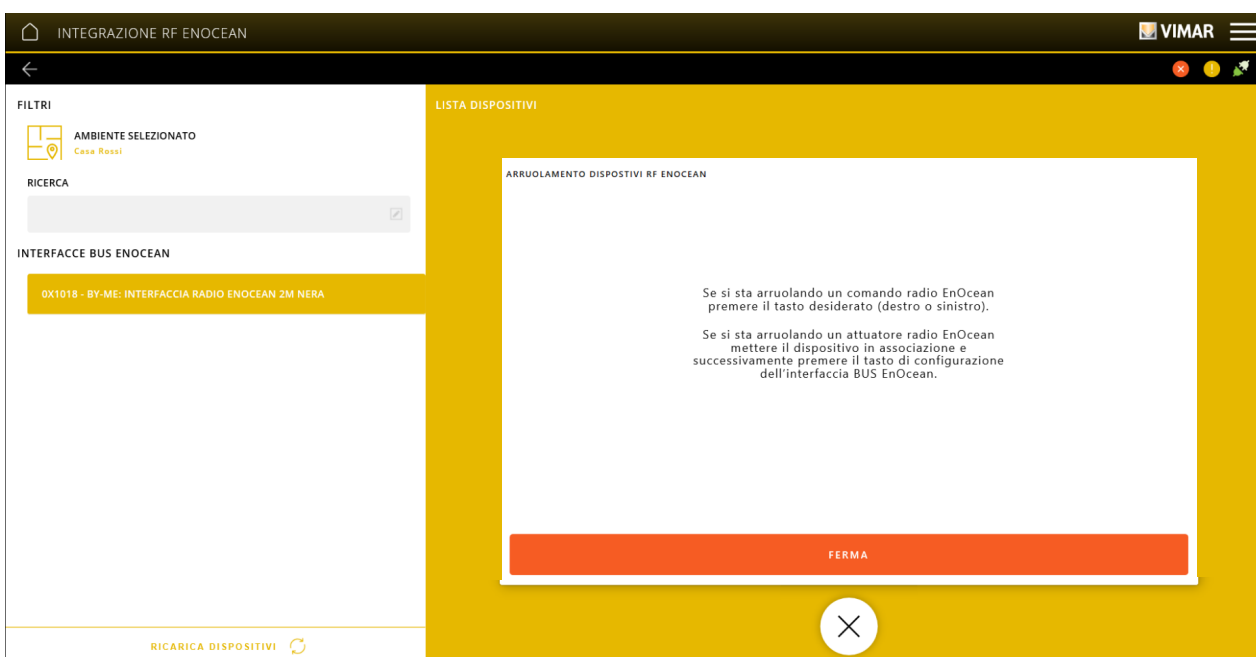 INTEGRAZIONE RF ENOCEAN
VIMAR
FILTRI
AMBIENTE SELEZIONATO
Casa Rossi
RICERCA
INTERFACCE BUS ENOCEAN
0X1018 - BY-ME: INTERFACCIA RADIO ENOCEAN 2M NERA
RICARICA DISPOSITIVI
LISTA DISPOSITIVI
ARRUOLAMENTO DISPOSTIVI RF ENOCEAN
Se si sta arruolando un comando radio EnOcean
premere il tasto desiderato (destro o sinistro).
Se si sta arruolando un attuatore radio EnOcean
mettere il dispositivo in associazione e
successivamente premere il tasto di configurazione
dell'interfaccia BUS EnOcean.
FERMA